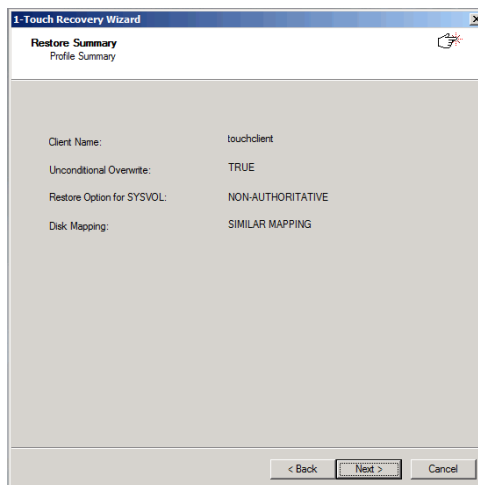 1-Touch Recovery Wizard
Restore Summary
Profile Summary
Client Name: touchclient
Unconditional Overwrite: TRUE
Restore Option for SYSVOL: NON-AUTHORITATIVE
Disk Mapping: SIMILAR MAPPING
< Back Next > Cancel